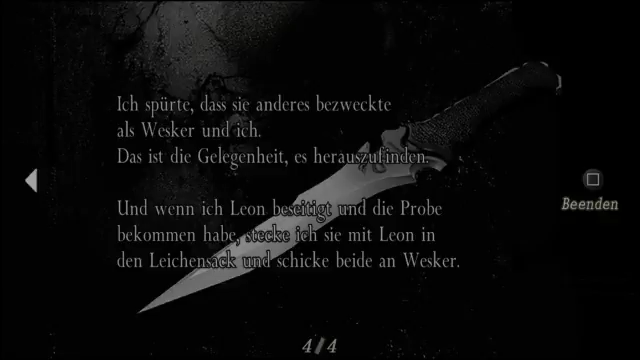 Ich spürte, dass sie anderes bezweckte
als Wesker und ich.
Das ist die Gelegenheit, es herauszufinden.
Und wenn ich Leon beseitigt und die Probe
bekommen habe, stecke ich sie mit Leon in
den Leichensack und schicke beide an Wesker.
Beenden
4/4